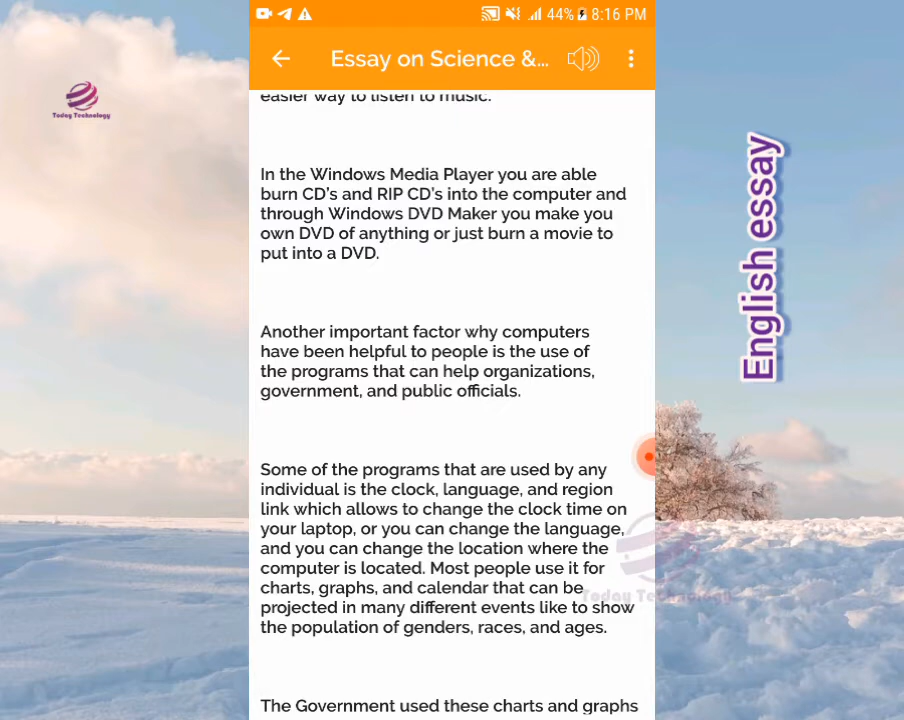 44% 8:16 PM
Essay on Science &...
Today Technology
easier way to listen to music.
In the Windows Media Player you are able
burn CD's and RIP CD's into the computer and
through Windows DVD Maker you make you
own DVD of anything or just burn a movie to
put into a DVD.
Another important factor why computers
have been helpful to people is the use of
the programs that can help organizations,
government, and public officials.
Some of the programs that are used by any
individual is the clock, language, and region
link which allows to change the clock time on
your laptop, or you can change the language,
and you can change the location where the
computer is located. Most people use it for
charts, graphs, and calendar that can be
projected in many different events like to show
the population of genders, races, and ages.
The Government used these charts and graphs
English essay
Today Technology